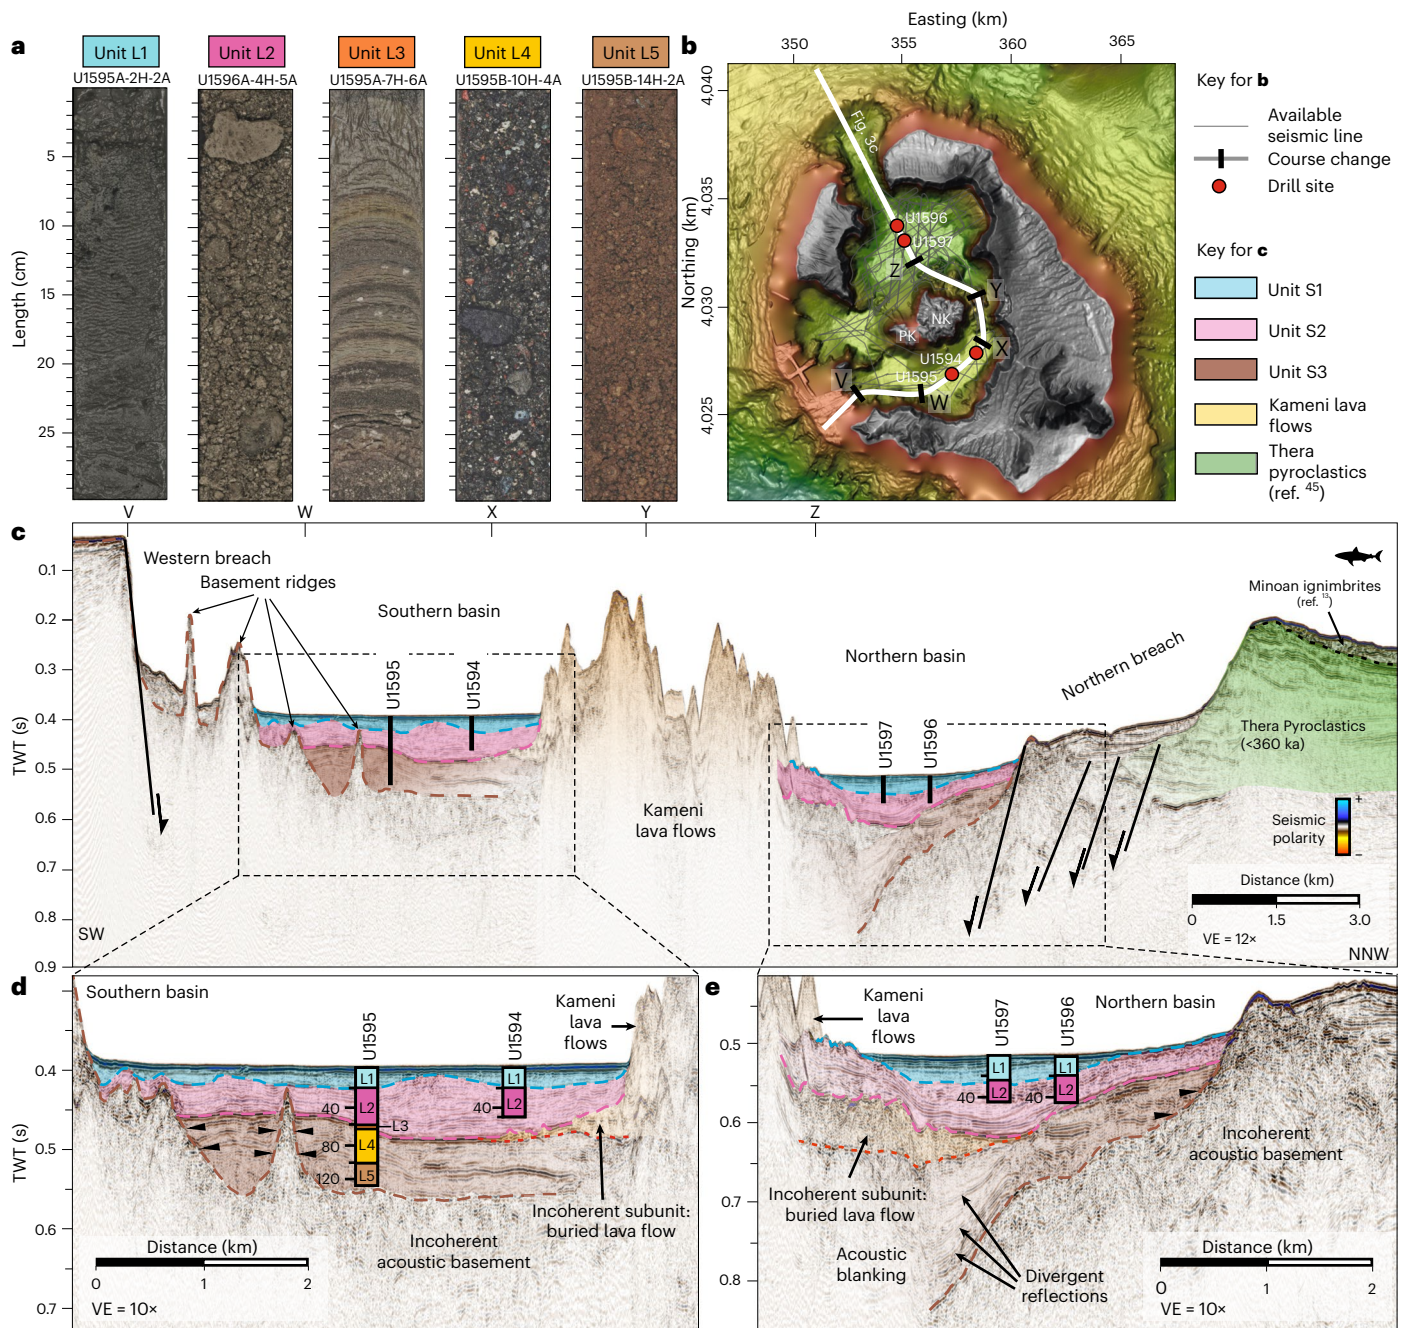 a
Unit L1
Unit L2
Unit L3
Unit L4
Unit L5
U1595A-2H-2A
U1596A-4H-5A
U1595A-7H-6A
U1595B-10H-4A
U1595B-14H-2A
Length (cm)
5
10
15
20
25
b
Easting (km)
350
355
360
365
Northing (km)
4,040
4,035
4,030
4,025
Fig. 3c
U1596
U1597
Z
Y
NK
PK
X
U1594
U1595
V
W
Key for b
Available
seismic line
Course change
Drill site
Key for c
Unit S1
Unit S2
Unit S3
Kameni lava
flows
Thera
pyroclastics
(ref. 45)
c
V
W
X
Y
Z
TWT (s)
0.1
0.2
0.3
0.4
0.5
0.6
0.7
0.8
0.9
Western breach
Basement ridges
Southern basin
U1595
U1594
Kameni
lava flows
Northern basin
U1597
U1596
Northern breach
Minoan ignimbrites
(ref. 13)
Thera Pyroclastics
(<360 ka)
Seismic
polarity
+
–
Distance (km)
0
1.5
3.0
VE = 12×
SW
NNW
d
Southern basin
TWT (s)
0.4
0.5
0.6
0.7
U1595
U1594
Kameni
lava
flows
L1
L2
L3
L4
L5
40
80
120
L1
L2
40
Incoherent subunit:
buried lava flow
Incoherent
acoustic basement
Distance (km)
0
1
2
VE = 10×
e
Kameni
lava
flows
Northern basin
0.5
0.6
0.7
0.8
U1597
U1596
L1
L2
40
L1
L2
40
Incoherent
acoustic basement
Incoherent subunit:
buried lava flow
Acoustic
blanking
Divergent
reflections
Distance (km)
0
1
2
VE = 10×